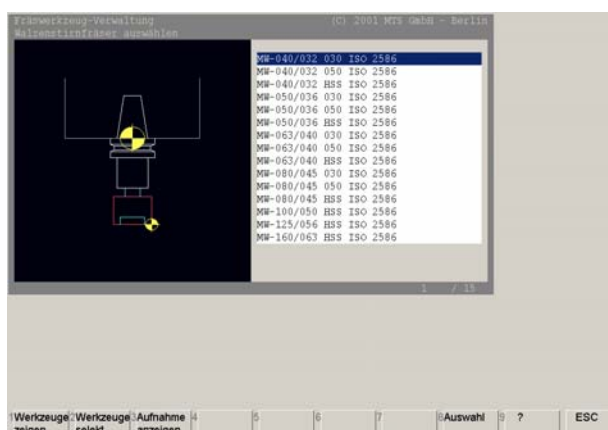 Fräswerkzeug-Verwaltung (C) 2001 MTS GmbH - Berlin
Walzenstirnfräser auswählen
MW-040/032 030 ISO 2586
MW-040/032 050 ISO 2586
MW-040/032 HSS ISO 2586
MW-050/036 030 ISO 2586
MW-050/036 050 ISO 2586
MW-050/036 HSS ISO 2586
MW-063/040 030 ISO 2586
MW-063/040 050 ISO 2586
MW-063/040 HSS ISO 2586
MW-080/045 030 ISO 2586
MW-080/045 050 ISO 2586
MW-080/045 HSS ISO 2586
MW-100/050 HSS ISO 2586
MW-125/056 HSS ISO 2586
MW-160/063 HSS ISO 2586
1 / 15
1 Werkzeuge 2 Werkzeuge 3 Aufnahme 4 5 6 7 8 Auswahl 9 ? ESC
zeigen selekt. anzeigen